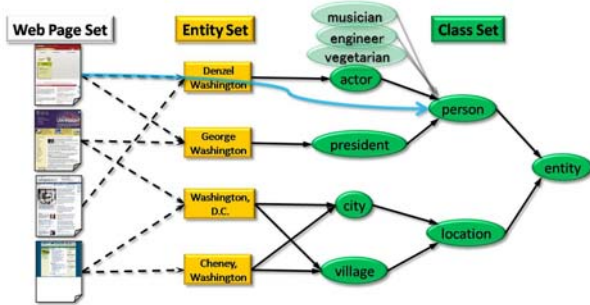 musician
Web Page Set
Entity Set
engineer
Class Set
vegetarian
Denzel
Washington
actor
person
George
Washington
president
entity
Washington,
D.C.
city
location
Cheney,
Washington
village